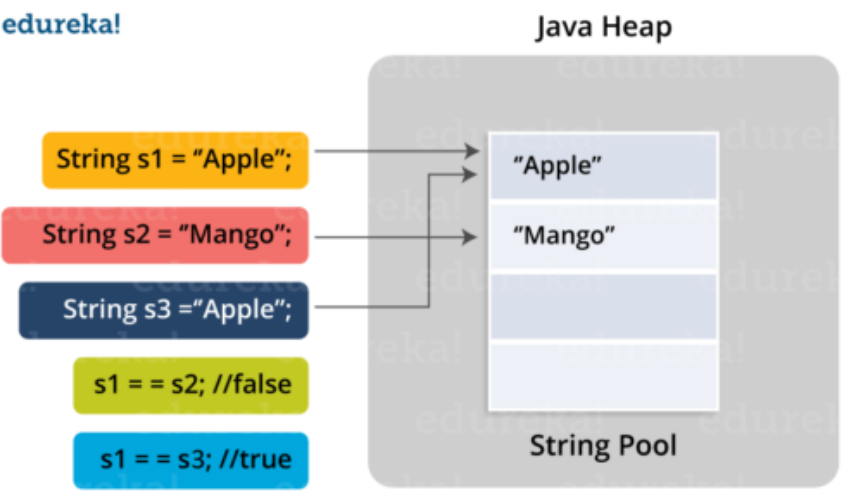 edureka!
Java Heap
String s1 = "Apple";
"Apple"
String s2 = "Mango";
"Mango"
String s3 ="Apple";
s1 = = s2; //false
s1 = = s3; //true
String Pool